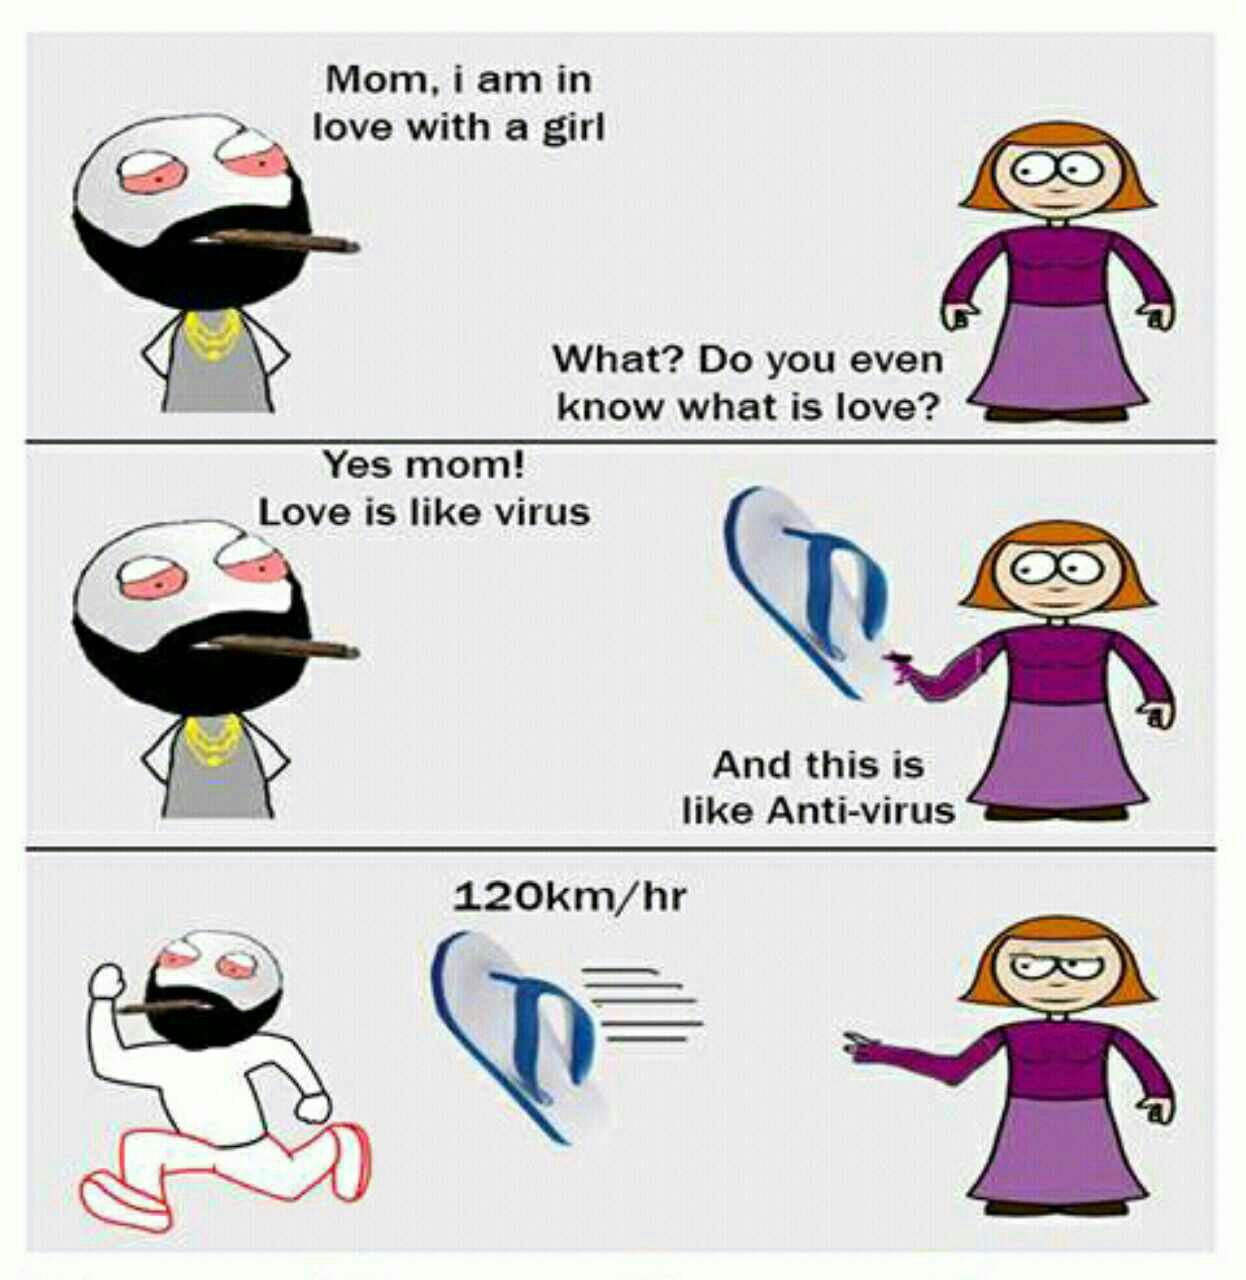 Mom, i am in
love with a girl
What? Do you even
know what is love?
Yes mom!
Love is like virus
And this is
like Anti-virus
120km/hr